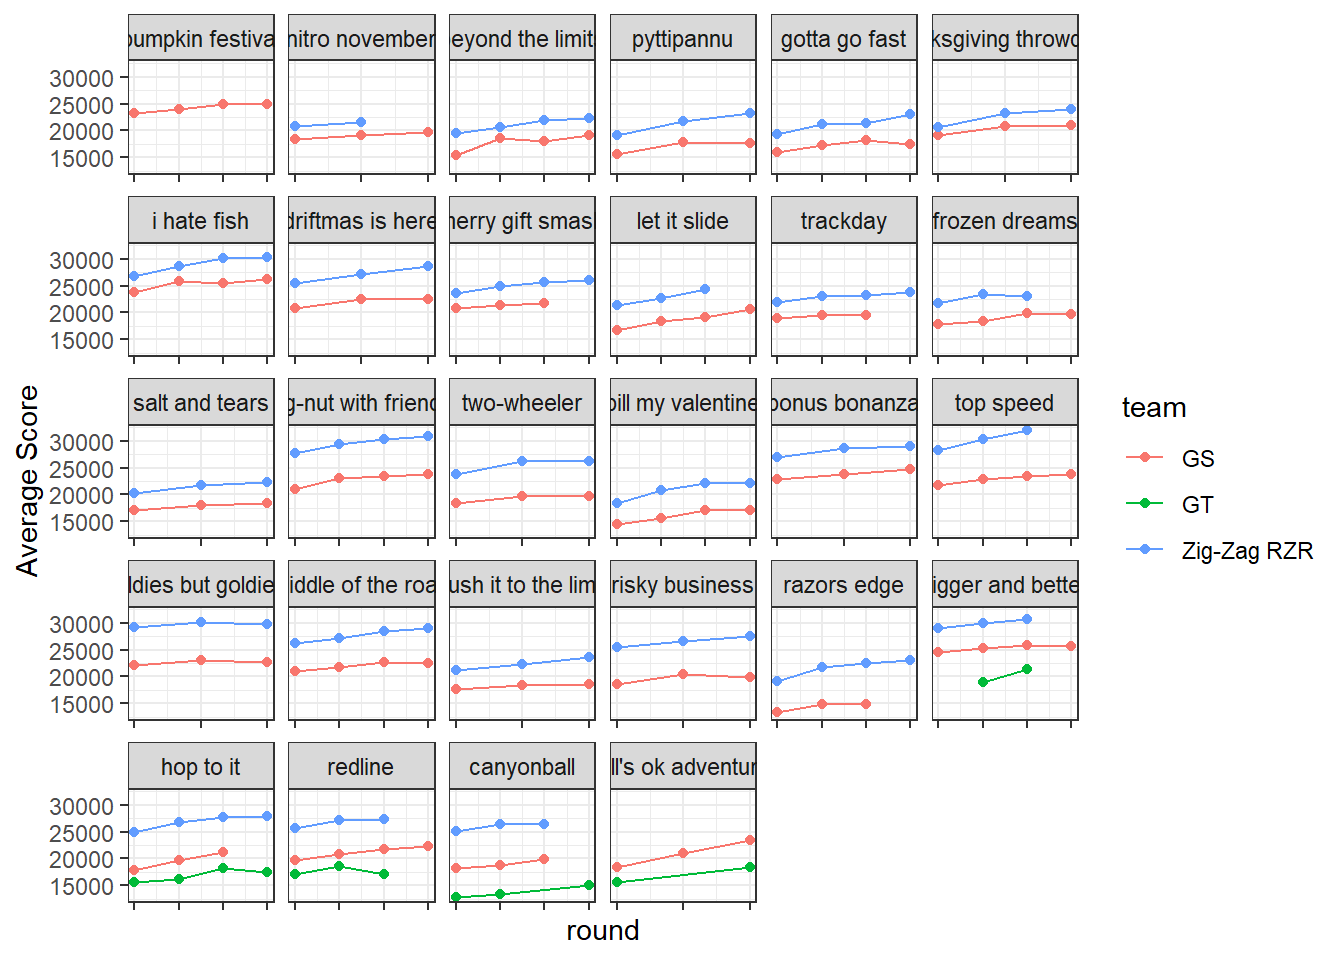 pumpkin festiva nitro november eyond the limit pyttipannu gotta go fast ksgiving throwd
30000
25000
20000
15000
i hate fish driftmas is here nerry gift smas let it slide trackday frozen dreams
30000
25000
20000
15000
salt and tears g-nut with friend two-wheeler bill my valentine bonus bonanza top speed
30000
25000
20000
15000
ldies but goldie iddle of the roa ush it to the lim risky business razors edge igger and bette
30000
25000
20000
15000
hop to it redline canyonball ll's ok adventur
30000
25000
20000
15000
Average Score
round
team
GS
GT
Zig-Zag RZR